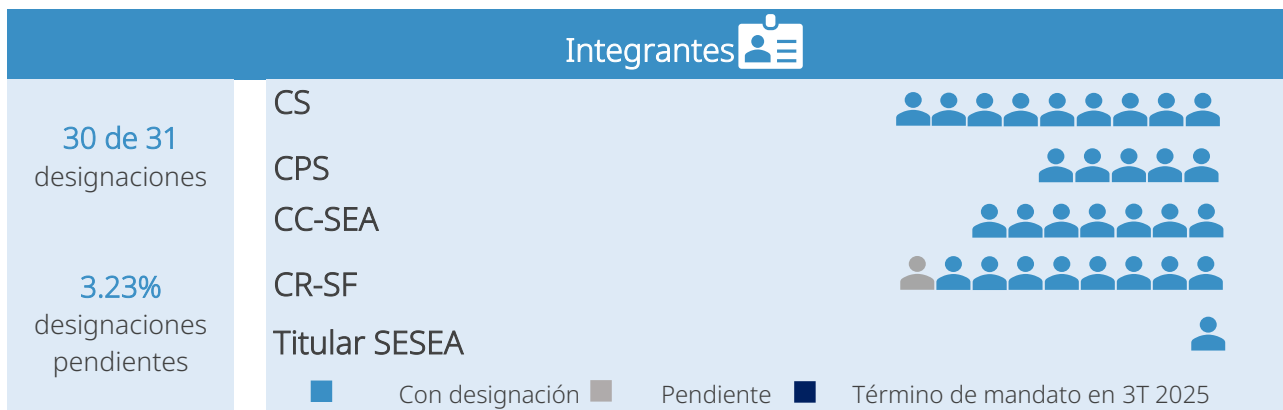 Integrantes
30 de 31
designaciones
3.23%
designaciones
pendientes
CS
CPS
CC-SEA
CR-SF
Titular SESEA
Con designación Pendiente Término de mandato en 3T 2025